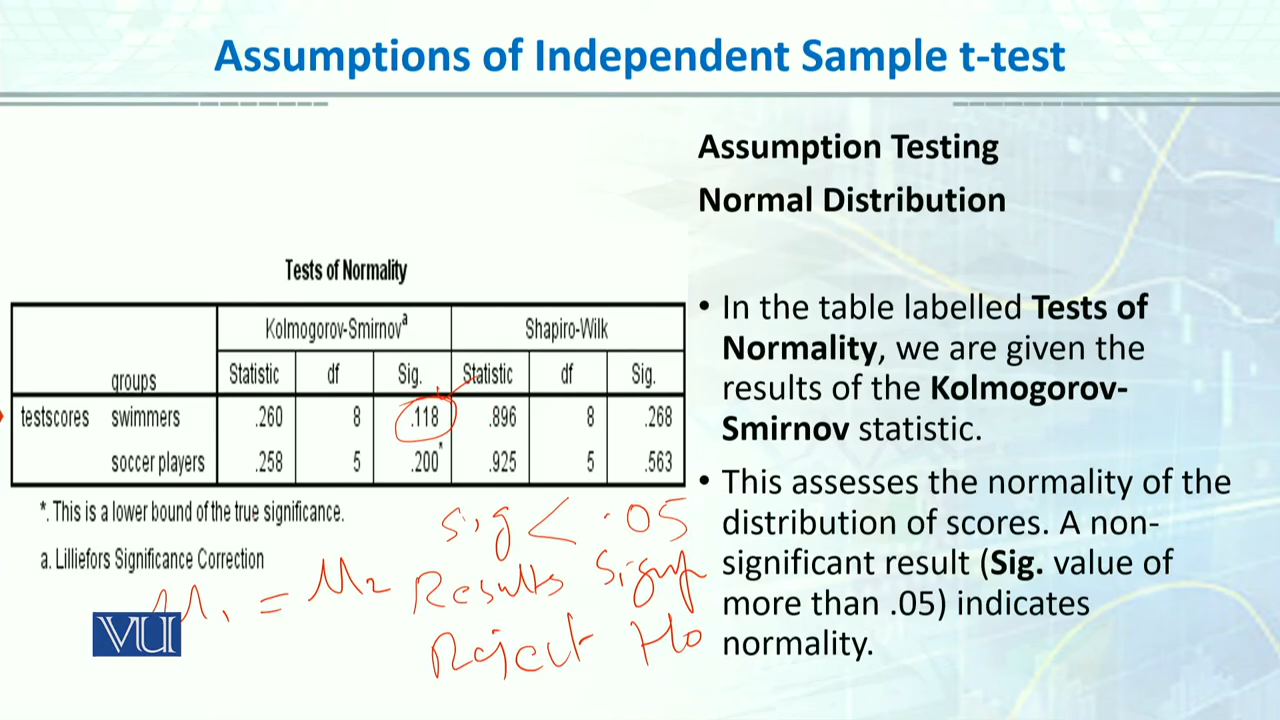 Assumptions of Independent Sample t-test
Assumption Testing
Normal Distribution
Tests of Normality
Kolmogorov-Smirnovᵃ Shapiro-Wilk
groups Statistic df Sig. Statistic df Sig.
testscores swimmers .260 8 .118 .896 8 .268
soccer players .258 5 .200* .925 5 .563
*. This is a lower bound of the true significance.
a. Lilliefors Significance Correction
sig < .05
Results Signf
Reject Ho
M₁ = M₂
VU
• In the table labelled Tests of
Normality, we are given the
results of the Kolmogorov-
Smirnov statistic.
• This assesses the normality of the
distribution of scores. A non-
significant result (Sig. value of
more than .05) indicates
normality.